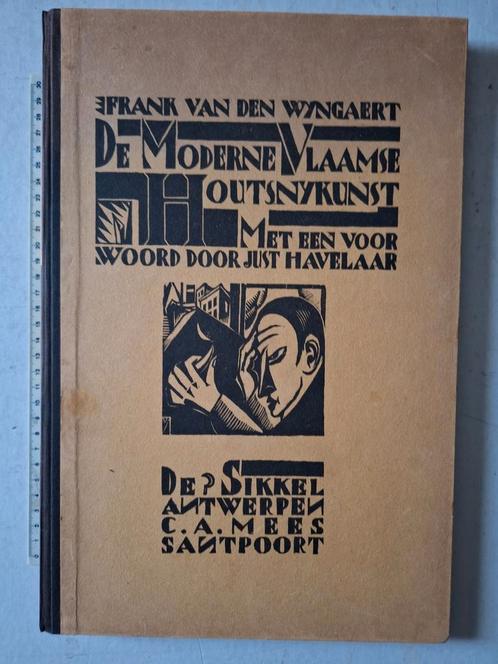 FRANK VAN DEN WYNGAERT
DE MODERNE VLAAMSE
HOUTSNYKUNST
MET EEN VOOR
WOORD DOOR JUST HAVELAAR
DE SIKKEL
ANTWERPEN
C. A. MEES
SANTPOORT